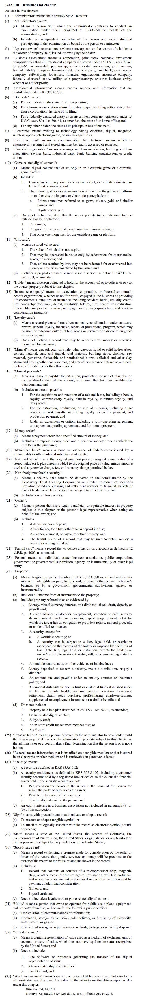 393A.010 Definitions for chapter.
As used in this chapter:
(1) "Administrator" means the Kentucky State Treasurer;
(2) "Administrator's agent":
(a) Means a person with which the administrator contracts to conduct an
examination under KRS 393A.550 to 393A.650 on behalf of the
administrator; and
(b) Includes an independent contractor of the person and each individual
participating in the examination on behalf of the person or contractor;
(3) "Apparent owner" means a person whose name appears on the records of a holder as
the owner of property held, issued, or owing by the holder;
(4) "Business association" means a corporation, joint stock company, investment
company other than an investment company registered under 15 U.S.C. secs. 80a-1
to 80a-64, as amended, partnership, unincorporated association, joint venture,
limited liability company, business trust, trust company, land bank, safe deposit
company, safekeeping depository, financial organization, insurance company,
federally chartered entity, utility, sole proprietorship, or other business entity,
whether or not for profit;
(5) "Confidential information" means records, reports, and information that are
confidential under KRS 393A.780;
(6) "Domicile" means:
(a) For a corporation, the state of its incorporation;
(b) For a business association whose formation requires a filing with a state, other
than a corporation, the state of its filing;
(c) For a federally chartered entity or an investment company registered under 15
U.S.C. secs. 80a-1 to 80a-64, as amended, the state of its home office; and
(d) For any other holder, the state of its principal place of business;
(7) "Electronic" means relating to technology having electrical, digital, magnetic,
wireless, optical, electromagnetic, or similar capabilities;
(8) "Electronic mail" means a communication by electronic means which is
automatically retained and stored and may be readily accessed or retrieved;
(9) "Financial organization" means a savings and loan association, building and loan
association, savings bank, industrial bank, bank, banking organization, or credit
union;
(10) "Game-related digital content":
(a) Means digital content that exists only in an electronic game or electronic-
game platform;
(b) Includes:
1. Game-play currency such as a virtual wallet, even if denominated in
United States currency; and
2. The following if for use or redemption only within the game or platform
or another electronic game or electronic-game platform:
a. Points sometimes referred to as gems, tokens, gold, and similar
names; and
b. Digital codes; and
(c) Does not include an item that the issuer permits to be redeemed for use
outside a game or platform:
1. For money;
2. For goods or services that have more than minimal value; or
3. That otherwise monetizes for use outside a game or platform;
(11) "Gift card":
(a) Means a stored-value card:
1. The value of which does not expire;
2. That may be decreased in value only by redemption for merchandise,
goods, or services; and
3. That, unless required by law, may not be redeemed for or converted into
money or otherwise monetized by the issuer; and
(b) Includes a prepaid commercial mobile radio service, as defined in 47 C.F.R.
sec. 20.3, as amended;
(12) "Holder" means a person obligated to hold for the account of, or to deliver or pay to,
the owner, property subject to this chapter;
(13) "Insurance company" means an association, corporation, or fraternal or mutual-
benefit organization, whether or not for profit, engaged in the business of providing
life endowments, annuities, or insurance, including accident, burial, casualty, credit-
life, contract-performance, dental, disability, fidelity, fire, health, hospitalization,
illness, life, malpractice, marine, mortgage, surety, wage-protection, and worker-
compensation insurance;
(14) "Loyalty card":
(a) Means a record given without direct monetary consideration under an award,
reward, benefit, loyalty, incentive, rebate, or promotional program, which may
be used or redeemed only to obtain goods or services or a discount on goods
or services; and
(b) Does not include a record that may be redeemed for money or otherwise
monetized by the issuer;
(15) "Mineral" means gas, oil, coal, oil shale, other gaseous liquid or solid hydrocarbon,
cement material, sand and gravel, road material, building stone, chemical raw
material, gemstone, fissionable and nonfissionable ores, colloidal and other clay,
steam and other geothermal resources, and any other substance defined as a mineral
by law of this state other than this chapter;
(16) "Mineral proceeds":
(a) Means an amount payable for extraction, production, or sale of minerals, or,
on the abandonment of the amount, an amount that becomes payable after
abandonment; and
(b) Includes an amount payable:
1. For the acquisition and retention of a mineral lease, including a bonus,
royalty, compensatory royalty, shut-in royalty, minimum royalty, and
delay rental;
2. For the extraction, production, or sale of minerals, including a net
revenue interest, royalty, overriding royalty, extraction payment, and
production payment; and
3. Under an agreement or option, including a joint-operating agreement,
unit agreement, pooling agreement, and farm-out agreement;
(17) "Money order":
(a) Means a payment order for a specified amount of money; and
(b) Includes an express money order and a personal money order on which the
remitter is the purchaser;
(18) "Municipal bond" means a bond or evidence of indebtedness issued by a
municipality or other political subdivision of a state;
(19) "Net card value" means the original purchase price or original issued value of a
stored-value card, plus amounts added to the original price or value, minus amounts
used and any service charge, fee, or dormancy charge permitted by law;
(20) "Non-freely transferable security":
(a) Means a security that cannot be delivered to the administrator by the
Depository Trust Clearing Corporation or similar custodian of securities
providing post-trade clearing and settlement services to financial markets or
cannot be delivered because there is no agent to effect transfer; and
(b) Includes a worthless security;
(21) "Owner":
(a) Means a person that has a legal, beneficial, or equitable interest in property
subject to this chapter or the person's legal representative when acting on
behalf of the owner; and
(b) Includes:
1. A depositor, for a deposit;
2. A beneficiary, for a trust other than a deposit in trust;
3. A creditor, claimant, or payee, for other property; and
4. The lawful bearer of a record that may be used to obtain money, a
reward, or a thing of value;
(22) "Payroll card" means a record that evidences a payroll card account as defined in 12
C.F.R. pt. 1005, as amended;
(23) "Person" means an individual, estate, business association, public corporation,
government or governmental subdivision, agency, or instrumentality or other legal
entity;
(24) "Property":
(a) Means tangible property described in KRS 393A.080 or a fixed and certain
interest in intangible property held, issued, or owed in the course of a holder's
business or by a government, governmental subdivision, agency, or
instrumentality;
(b) Includes all income from or increments to the property;
(c) Includes property referred to as or evidenced by:
1. Money, virtual currency, interest, or a dividend, check, draft, deposit, or
payroll card;
2. A credit balance, customer's overpayment, stored-value card, security
deposit, refund, credit memorandum, unpaid wage, unused ticket for
which the issuer has an obligation to provide a refund, mineral proceeds,
or unidentified remittance;
3. A security, except for:
a. A worthless security; or
b. A security that is subject to a lien, legal hold, or restriction
evidenced on the records of the holder or imposed by operation of
law, if the lien, legal hold, or restriction restricts the holder's or
owner's ability to receive, transfer, sell, or otherwise negotiate the
security;
4. A bond, debenture, note, or other evidence of indebtedness;
5. Money deposited to redeem a security, make a distribution, or pay a
dividend;
6. An amount due and payable under an annuity contract or insurance
policy; and
7. An amount distributable from a trust or custodial fund established under
a plan to provide health, welfare, pension, vacation, severance,
retirement, death, stock purchase, profit-sharing, employee-savings,
supplemental-unemployment insurance, or a similar benefit; and
(d) Does not include:
1. Property held in a plan described in 26 U.S.C. sec. 529A, as amended;
2. Game-related digital content;
3. A loyalty card;
4. An in-store credit for returned merchandise; or
5. A gift card;
(25) "Putative holder" means a person believed by the administrator to be a holder, until
the person pays or delivers to the administrator property subject to this chapter or
the administrator or a court makes a final determination that the person is or is not a
holder;
(26) "Record" means information that is inscribed on a tangible medium or that is stored
in an electronic or other medium and is retrievable in perceivable form;
(27) "Security" means:
(a) A security as defined in KRS 355.8-102;
(b) A security entitlement as defined in KRS 355.8-102, including a customer
security account held by a registered broker-dealer, to the extent the financial
assets held in the security account are not:
1. Registered on the books of the issuer in the name of the person for
which the broker-dealer holds the assets;
2. Payable to the order of the person; or
3. Specifically indorsed to the person; and
(c) An equity interest in a business association not included in paragraph (a) or
(b) of this subsection;
(28) "Sign" means, with present intent to authenticate or adopt a record:
(a) To execute or adopt a tangible symbol; or
(b) To attach to or logically associate with the record an electronic symbol, sound,
or process;
(29) "State" means a state of the United States, the District of Columbia, the
Commonwealth of Puerto Rico, the United States Virgin Islands, or any territory or
insular possession subject to the jurisdiction of the United States;
(30) "Stored-value card":
(a) Means a record evidencing a promise made for consideration by the seller or
issuer of the record that goods, services, or money will be provided to the
owner of the record to the value or amount shown in the record;
(b) Includes a:
1. Record that contains or consists of a microprocessor chip, magnetic
strip, or other means for the storage of information, which is prefunded
and whose value or amount is decreased on each use and increased by
payment of additional consideration;
2. Gift card; and
3. Payroll card; and
(c) Does not include a loyalty card or game-related digital content;
(31) "Utility" means a person that owns or operates for public use a plant, equipment,
real property, franchise, or license for the following public services:
(a) Transmission of communications or information;
(b) Production, storage, transmission, sale, delivery, or furnishing of electricity,
water, steam, or gas; or
(c) Provision of sewage or septic services, or trash, garbage, or recycling disposal;
(32) "Virtual currency":
(a) Means a digital representation of value used as a medium of exchange, unit of
account, or store of value, which does not have legal tender status recognized
by the United States; and
(b) Does not include:
1. The software or protocols governing the transfer of the digital
representation of value;
2. Game-related digital content; or
3. Loyalty card; and
(33) "Worthless security" means a security whose cost of liquidation and delivery to the
administrator would exceed the value of the security on the date a report is due
under this chapter.
Effective: July 14, 2018
History: Created 2018 Ky. Acts ch. 163, sec. 1, effective July 14, 2018.